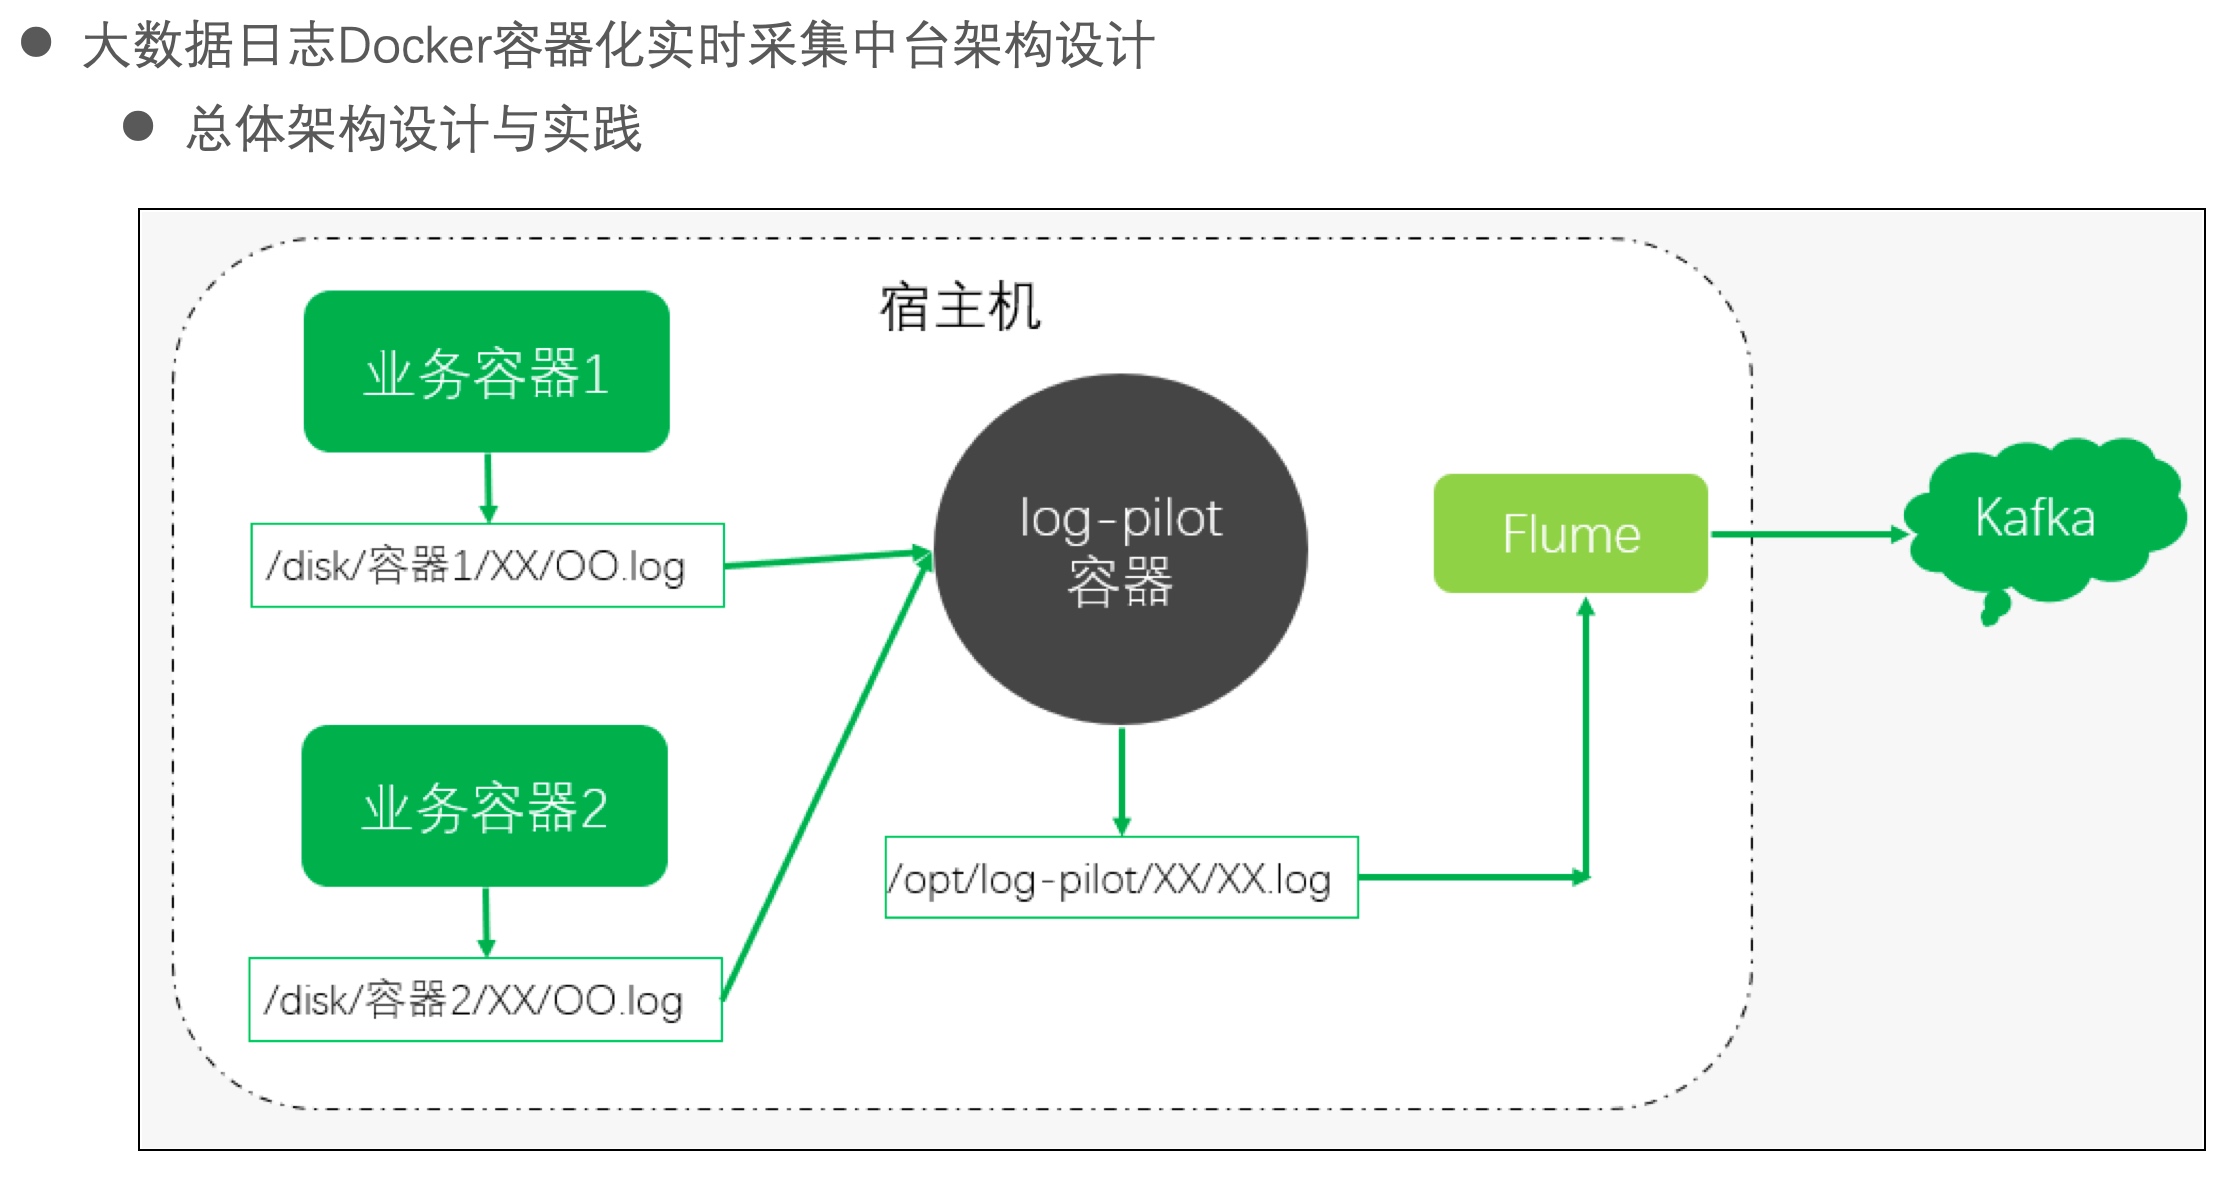 大数据日志Docker容器化实时采集中台架构设计
总体架构设计与实践
宿主机
业务容器1
/disk/容器1/XX/OO.log
业务容器2
/disk/容器2/XX/OO.log
log-pilot
容器
/opt/log-pilot/XX/XX.log
Flume
Kafka